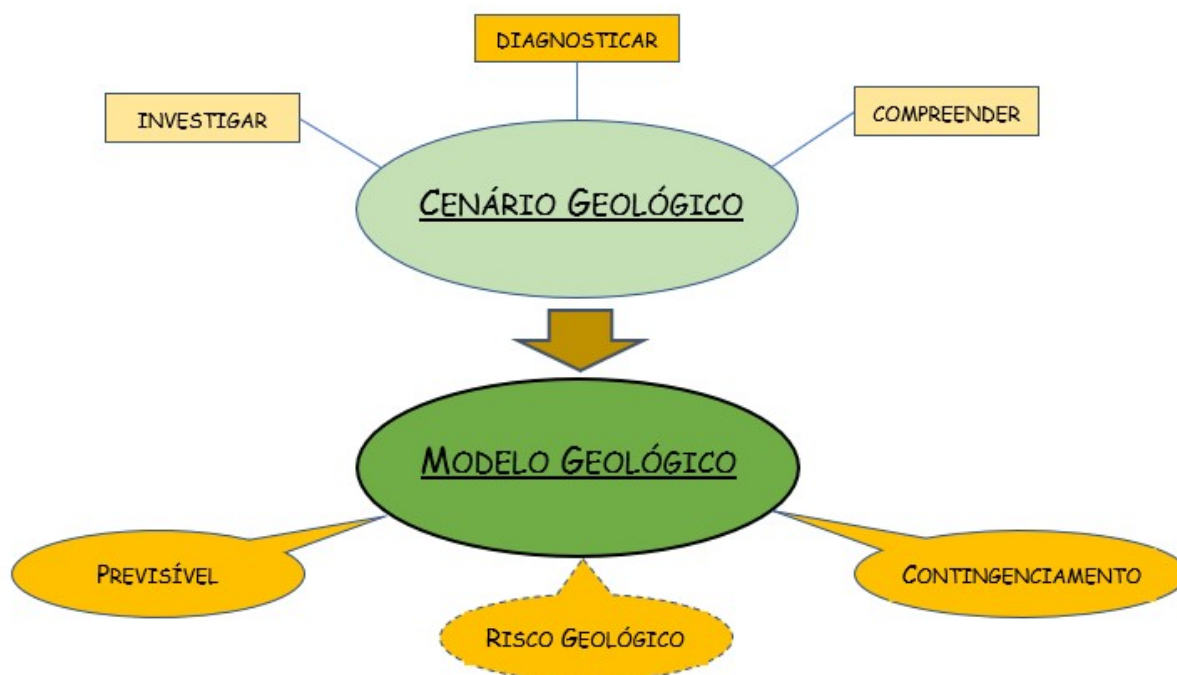 DIAGNOSTICAR
INVESTIGAR
COMPREENDER
CENÁRIO GEOLÓGICO
MODELO GEOLÓGICO
PREVISÍVEL
RISCO GEOLÓGICO
CONTINGENCIAMENTO